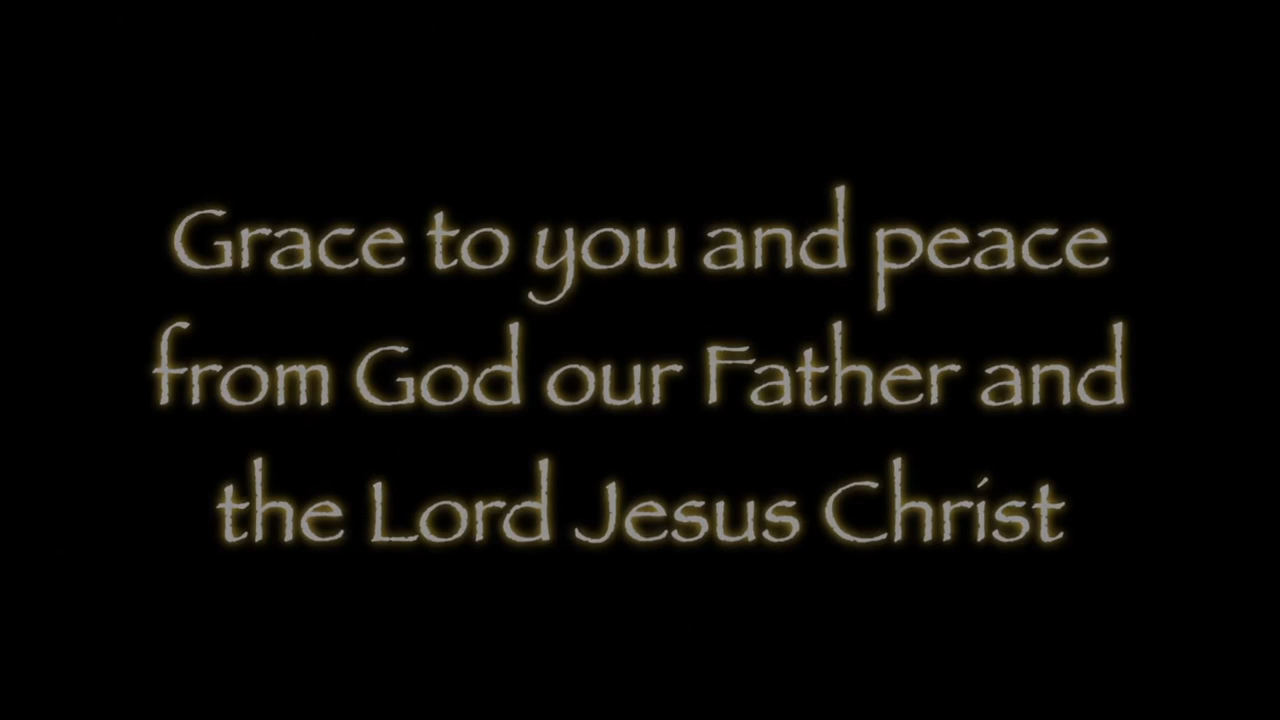 Grace to you and peace
from God our Father and
the Lord Jesus Christ